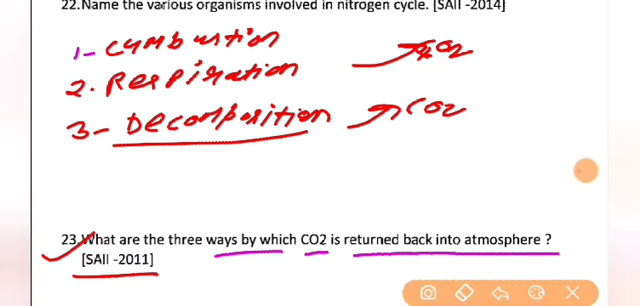 22.Name the various organisms involved in nitrogen cycle. [SAII -2014]
1- Cumbustion
2. Respiration
3- Decomposition CO2
23.What are the three ways by which CO2 is returned back into atmosphere ?
[SAII -2011]